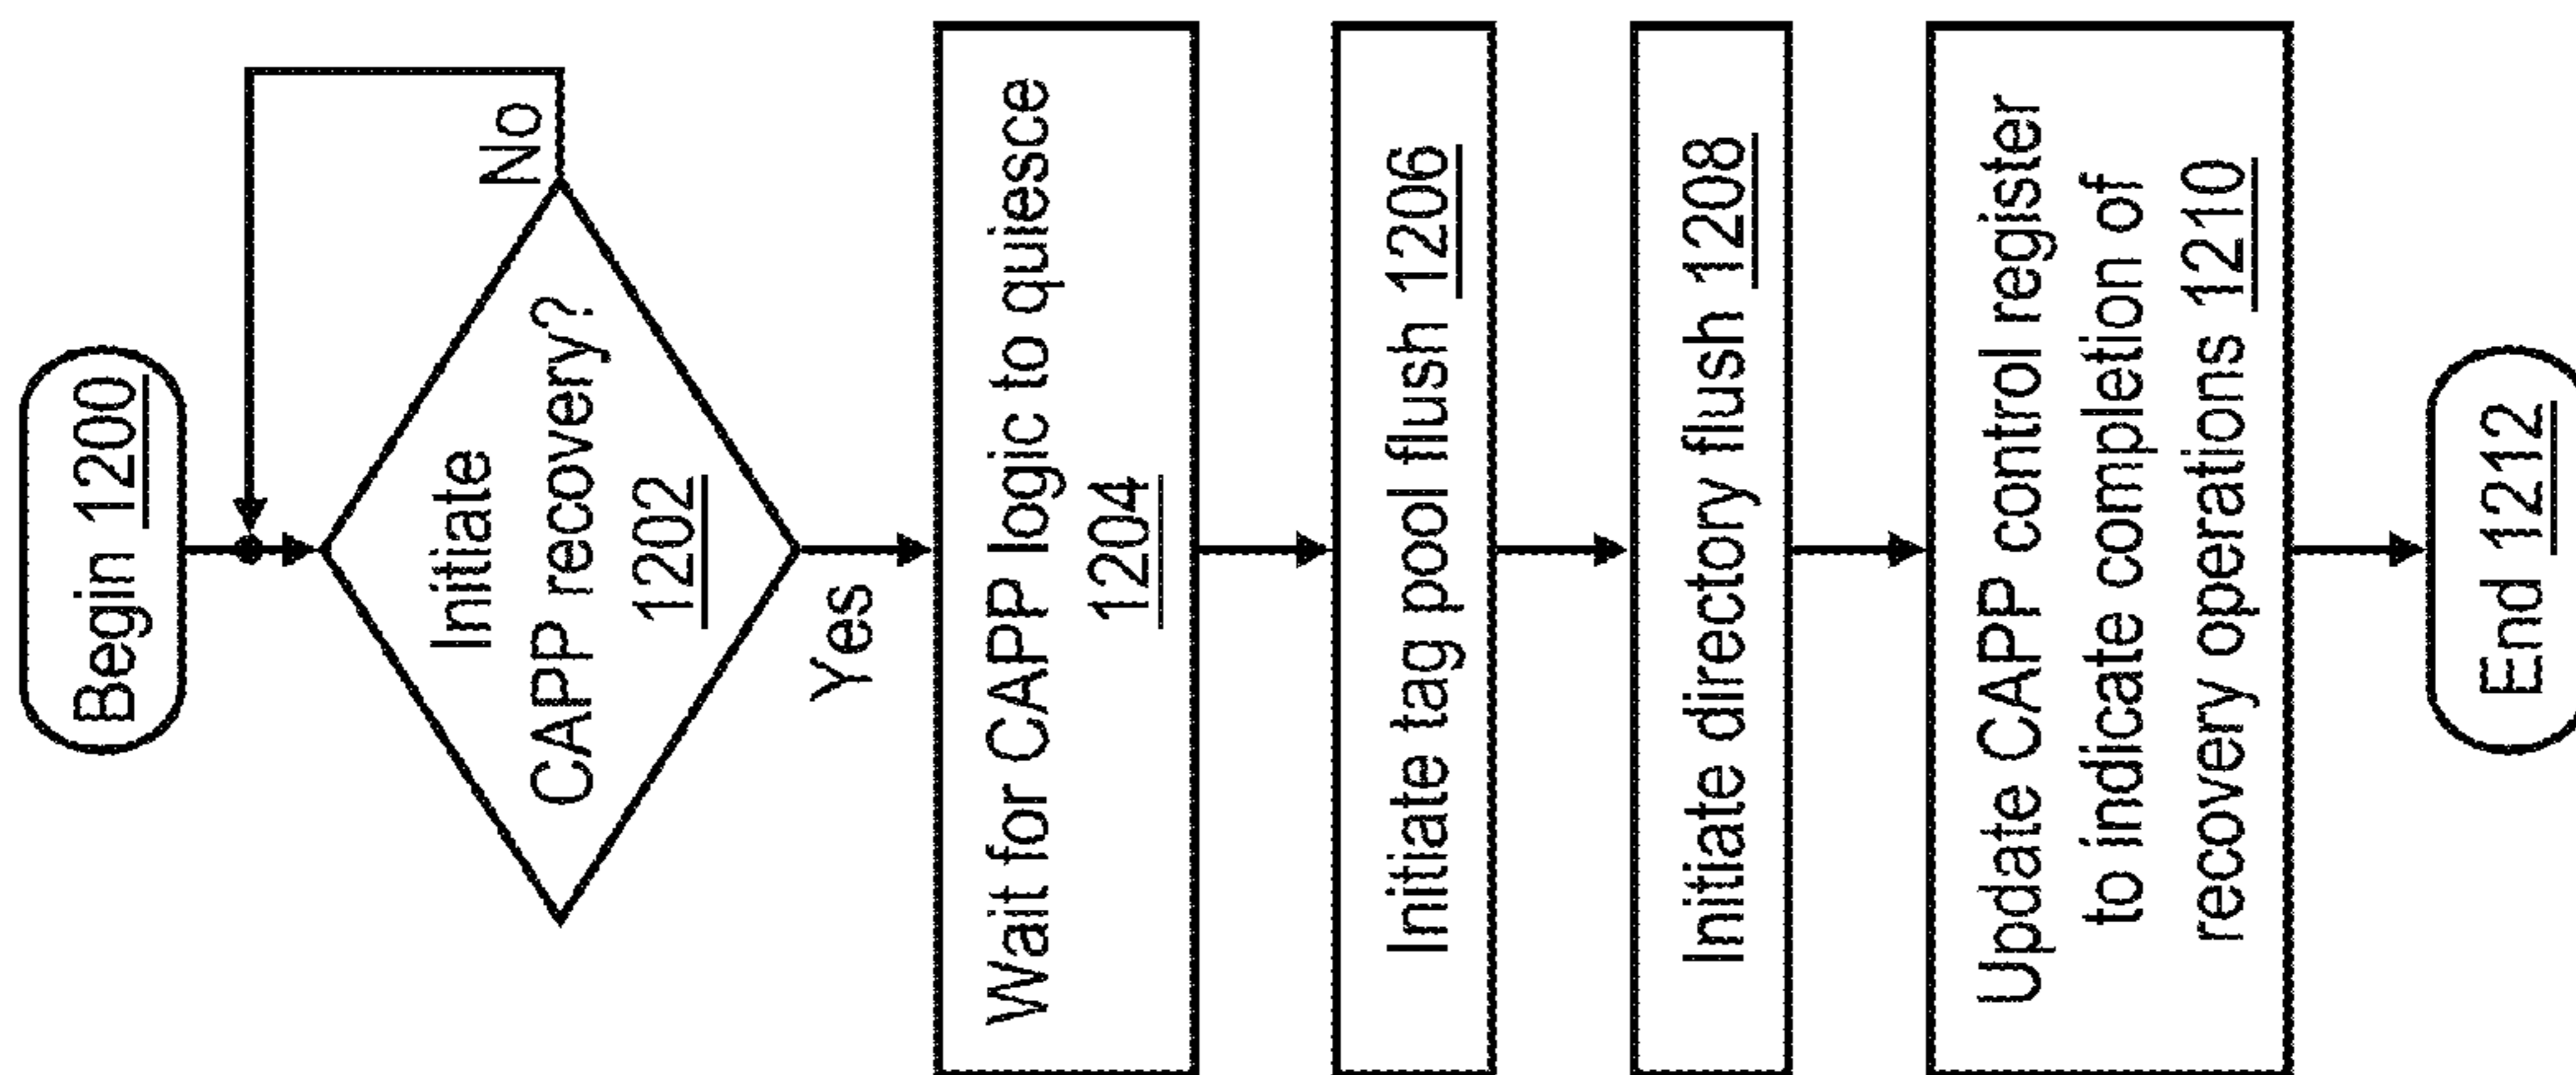 Begin 1200
Initiate
CAPP recovery?
1202
No
Yes
Wait for CAPP logic to quiesce
1204
Initiate tag pool flush 1206
Initiate directory flush 1208
Update CAPP control register
to indicate completion of
recovery operations 1210
End 1212